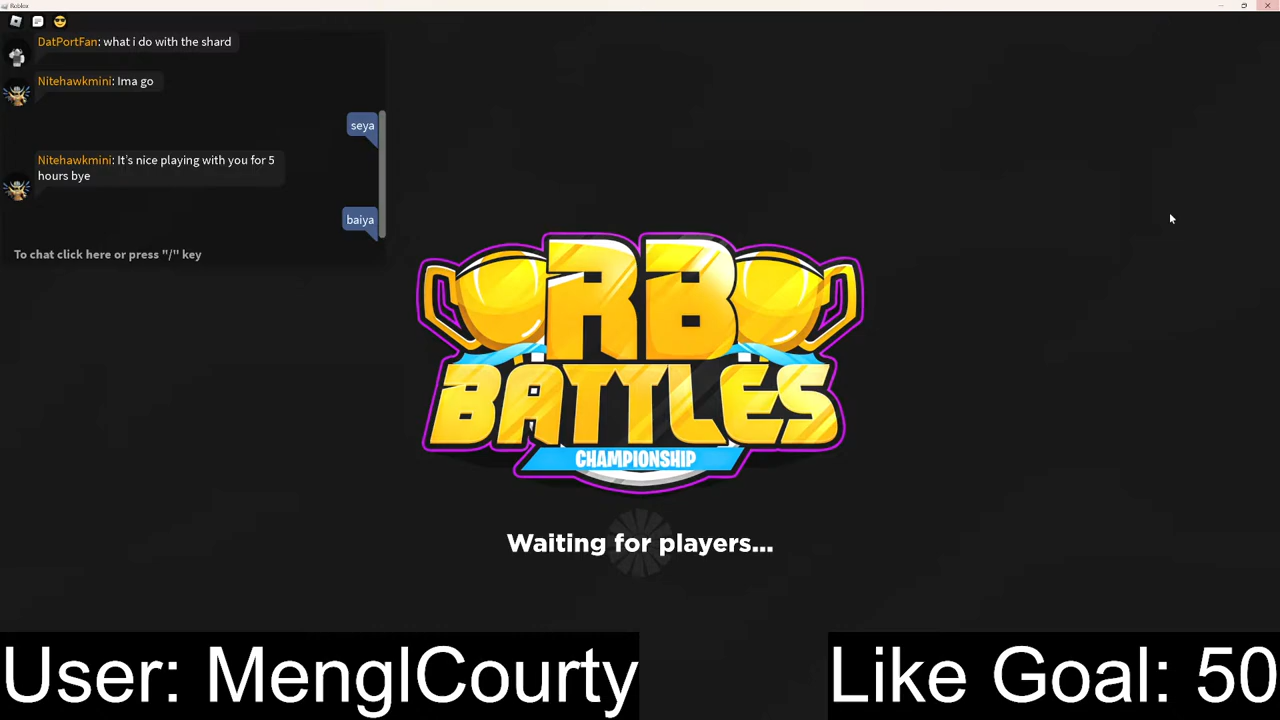 Roblox
DatPortFan: what i do with the shard
Nitehawkmini: Ima go
seya
Nitehawkmini: It's nice playing with you for 5
hours bye
baiya
To chat click here or press "/" key
RB
BATTLES
CHAMPIONSHIP
Waiting for players...
User: MenglCourty
Like Goal: 50